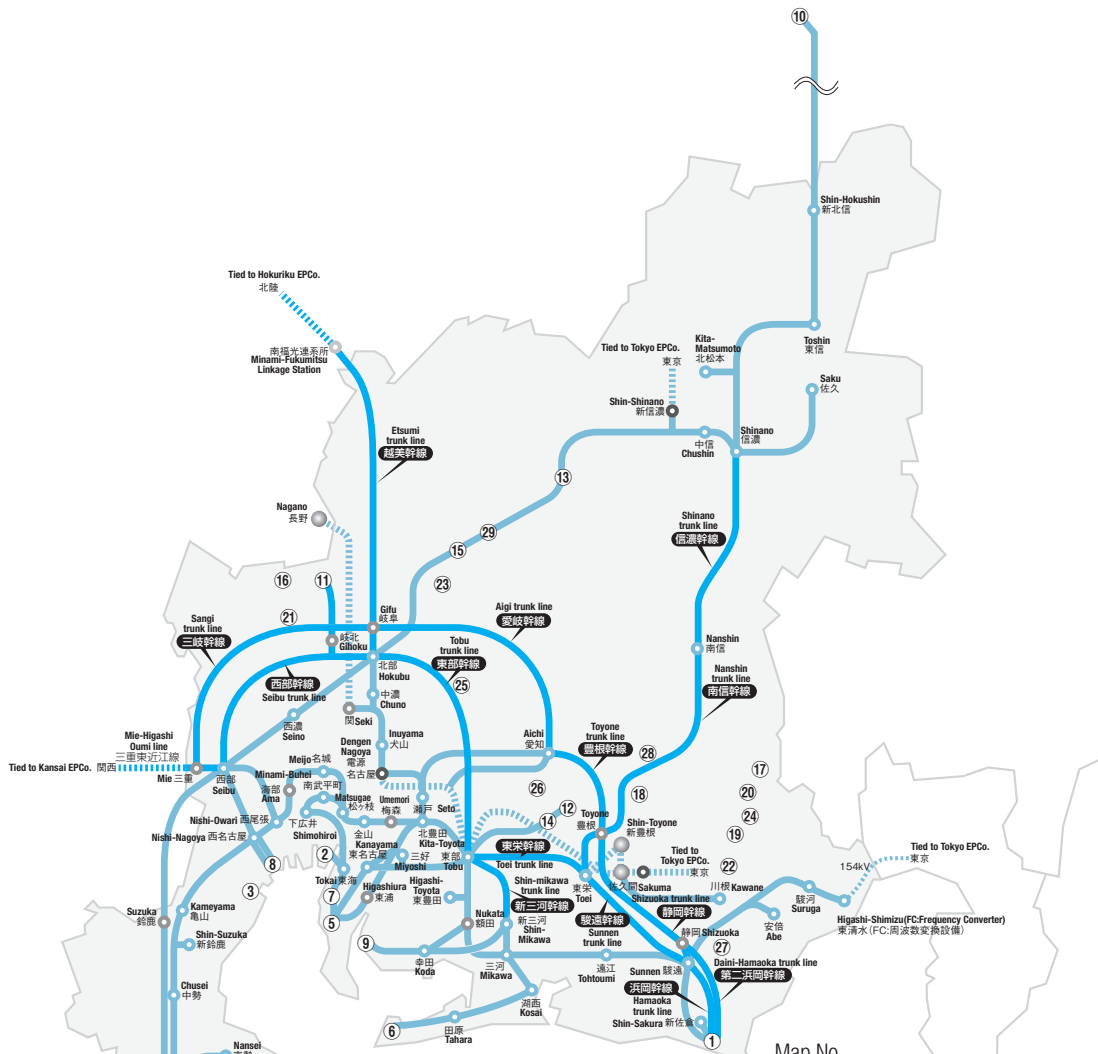 ⑩
Shin-Hokushin
新北信
Tied to Hokuriku EPCo.
北陸
南福光連系所
Minami-Fukumitsu
Linkage Station
Toshin
東信
Kita-
Matsumoto
北松本
Tied to Tokyo EPCo.
東京
Saku
佐久
Shin-Shinano
新信濃
Shinano
信濃
中信
Chushin
Etsumi
trunk line
越美幹線
⑬
Nagano
長野
Shinano
trunk line
信濃幹線
㉙
⑮
⑯
⑪
㉓
㉑
Gifu
岐阜
Aigi trunk line
愛岐幹線
Sangi
trunk line
三岐幹線
岐北
Gihoku
Tobu
trunk line
東部幹線
Nanshin
南信
北部
Hokubu
Nanshin
trunk line
南信幹線
西部幹線
Seibu trunk line
㉕
中濃
Chuno
西濃
Seino
関 Seki
Inuyama
犬山
Aichi
愛知
Toyone
trunk line
豊根幹線
㉘
Mie-Higashi
Oumi line
三重東近江線
Tied to Kansai EPCo. 関西
Mie 三重
西部
Seibu
Dengen
Nagoya
電源
名古屋
⑰
Meijo 名城
Minami-Buhei
南武平町
海部
Ama
Matsugae
松ヶ枝
Umemori
梅森
瀬戸 Seto
㉖
⑱
⑳
⑫
⑭
㉔
Nishi-Owari 西尾張
下広井
Shimohiroi
金山
Kanayama
北豊田
Kita-Toyota
Toyone
豊根
Shin-Toyone
新豊根
⑲
Nishi-Nagoya 西名古屋
東名古屋
三好
Miyoshi
東部
Tobu
東栄幹線
Toei trunk line
Tied to
Tokyo EPCo.
東京
㉒
154kV
Tied to Tokyo EPCo.
東京
⑧
②
Tokai 東海
Higashiura
東浦
Higashi-
Toyota
東豊田
Shin-mikawa
trunk line
新三河幹線
東栄
Toei
佐久間 Sakuma
川根 Kawane
駿河
Suruga
③
⑦
Shizuoka trunk line
静岡幹線
Higashi-Shimizu(FC:Frequency Converter)
東清水(FC:周波数変換設備)
Kameyama
亀山
Suzuka
鈴鹿
⑤
Nukata
額田
新三河
Shin-
Mikawa
駿遠幹線
Sunnen
trunk line
安倍
Abe
静岡 Shizuoka
㉗
Shin-Suzuka
新鈴鹿
⑨
幸田
Koda
三河
Mikawa
遠江
Tohtoumi
Sunnen 駿遠
Daini-Hamaoka trunk line
第二浜岡幹線
Chusei
中勢
湖西
Kosai
浜岡幹線
Hamaoka
trunk line
Shin-Sakura 新佐倉
⑥
田原
Tahara
①
Nansei
Map No.